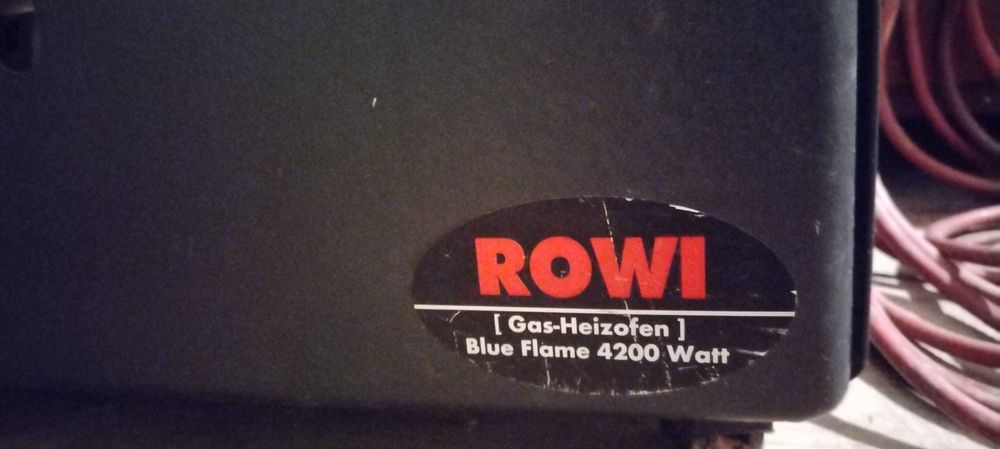 ROWI
[ Gas-Heizofen ]
Blue Flame 4200 Watt